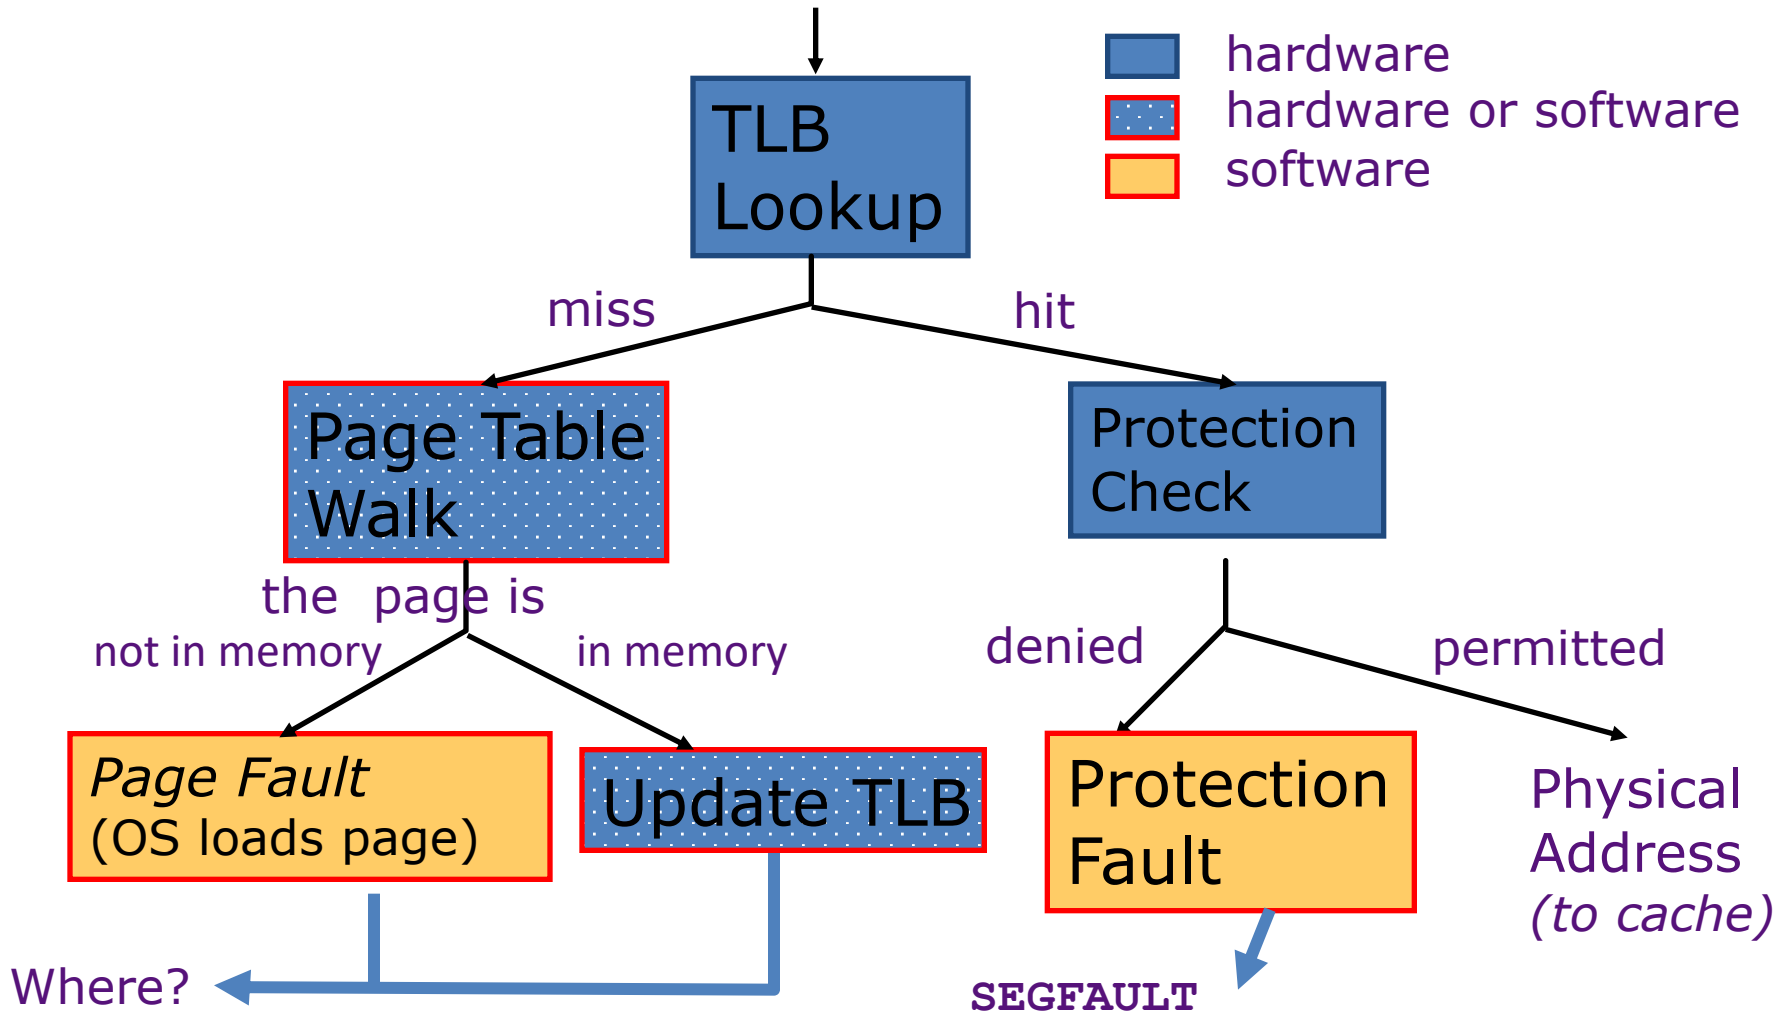 hardware
hardware or software
software
TLB
Lookup
miss
hit
Page Table
Walk
Protection
Check
the page is
not in memory
in memory
denied
permitted
Page Fault
(OS loads page)
Update TLB
Protection
Fault
Physical
Address
(to cache)
Where?
SEGFAULT